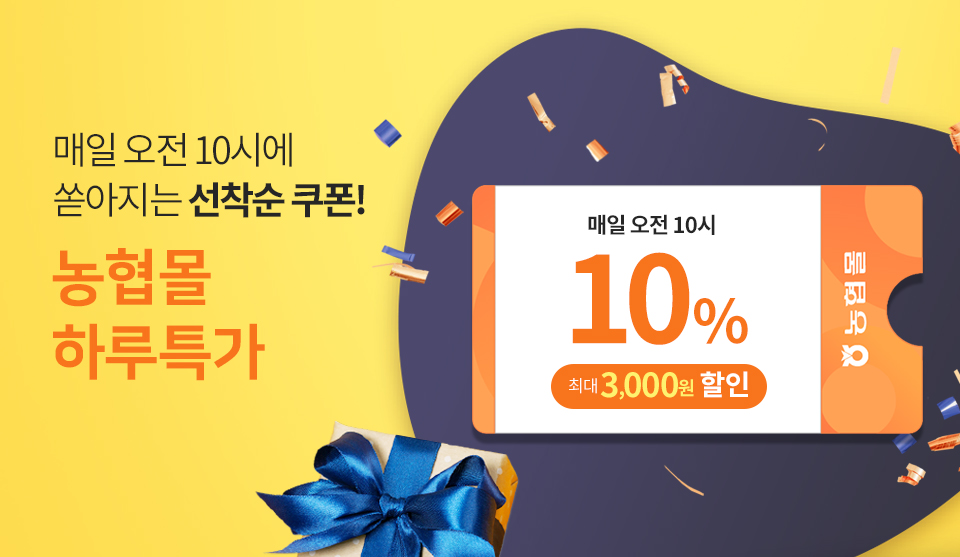 매일 오전 10시에
쏟아지는 선착순 쿠폰!
농협몰
하루특가
매일 오전 10시
10%
최대 3,000원 할인
농협몰